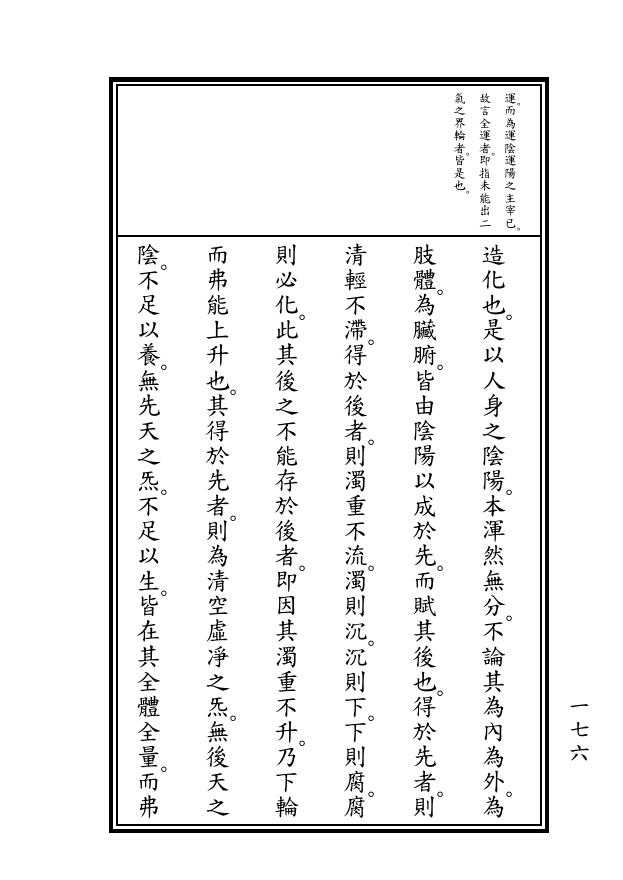 運。而為運陰運陽之主宰已。
故言全運者。即指未能出二
氣之界輪者。皆是也。
造化也。是以人身之陰陽。本渾然無分。不論其為內為外。為
肢體。為臟腑。皆由陰陽以成於先。而賦其後也。得於先者。則
清輕不滯。得於後者。則濁重不流。濁則沉。沉則下。下則腐。腐
則必化。此其後之不能存於後者。即因其濁重不升。乃下輪
而弗能上升也。其得於先者。則為清空虛凈之炁。無後天之
陰。不足以養。無先天之炁。不足以生。皆在其全體全量。而弗
一七六